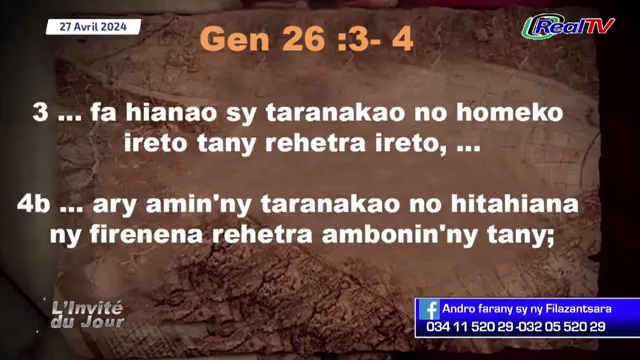 27 Avril 2024
RealTV
Gen 26 :3- 4
3 ... fa hianao sy taranakao no homeko
ireto tany rehetra ireto, ...
4b ... ary amin'ny taranakao no hitahiana
ny firenena rehetra ambonin'ny tany;
L'Invité
du Jour
Andro farany sy ny Filazantsara
034 11 520 29 -032 05 520 29